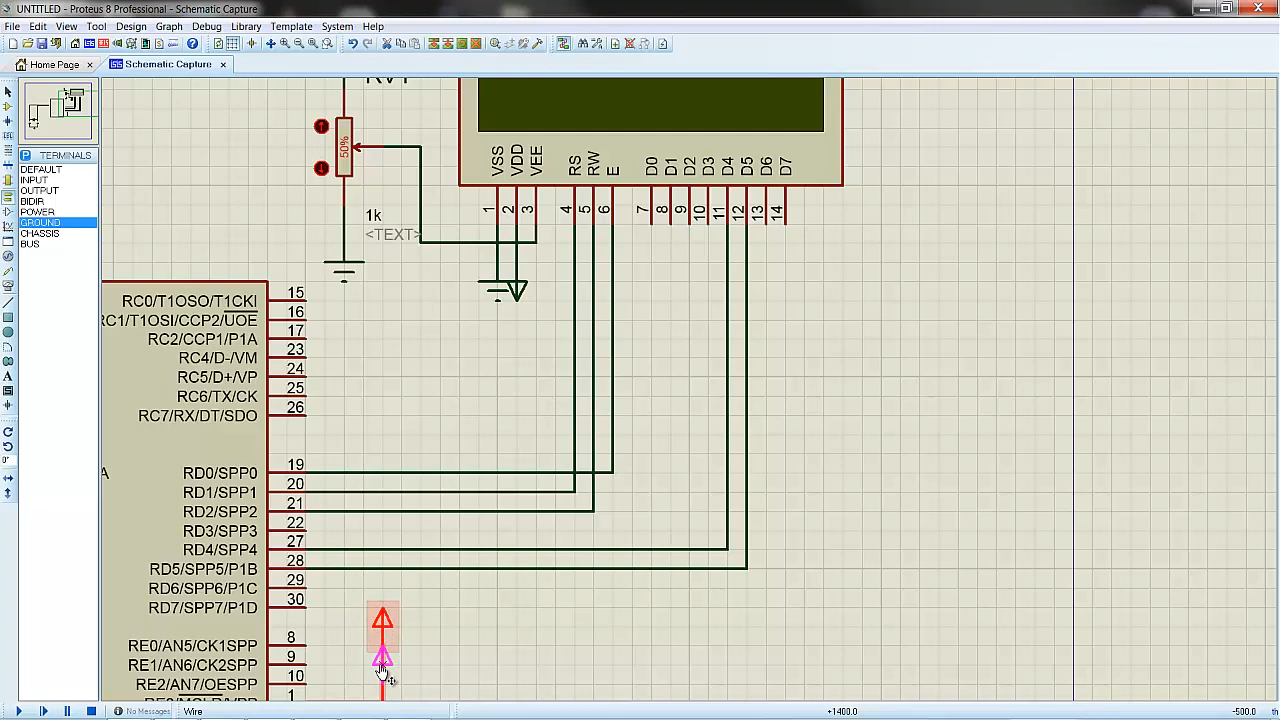 UNTITLED - Proteus 8 Professional - Schematic Capture
File Edit View Tool Design Graph Debug Library Template System Help
Home Page × Schematic Capture ×
P TERMINALS
DEFAULT
INPUT
OUTPUT
BIDIR
POWER
GROUND
CHASSIS
BUS
50%
1k
<TEXT>
VSS VDD VEE RS RW E D0 D1 D2 D3 D4 D5 D6 D7
1 2 3 4 5 6 7 8 9 10 11 12 13 14
RC0/T1OSO/T1CKI 15
RC1/T1OSI/CCP2/UOE 16
RC2/CCP1/P1A 17
RC4/D-/VM 23
RC5/D+/VP 24
RC6/TX/CK 25
RC7/RX/DT/SDO 26
A RD0/SPP0 19
RD1/SPP1 20
RD2/SPP2 21
RD3/SPP3 22
RD4/SPP4 27
RD5/SPP5/P1B 28
RD6/SPP6/P1C 29
RD7/SPP7/P1D 30
RE0/AN5/CK1SPP 8
RE1/AN6/CK2SPP 9
RE2/AN7/OESPP 10
1
No Messages Wire +1400.0 -500.0 th